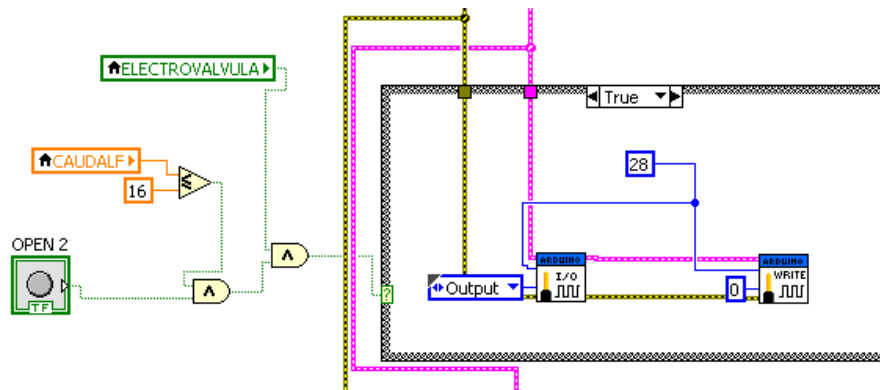 ELECTROVALVULA
True
CAUDALF
16
28
OPEN 2
TF
ARDUINO
I/O
ARDUINO
WRITE
Output
0
?